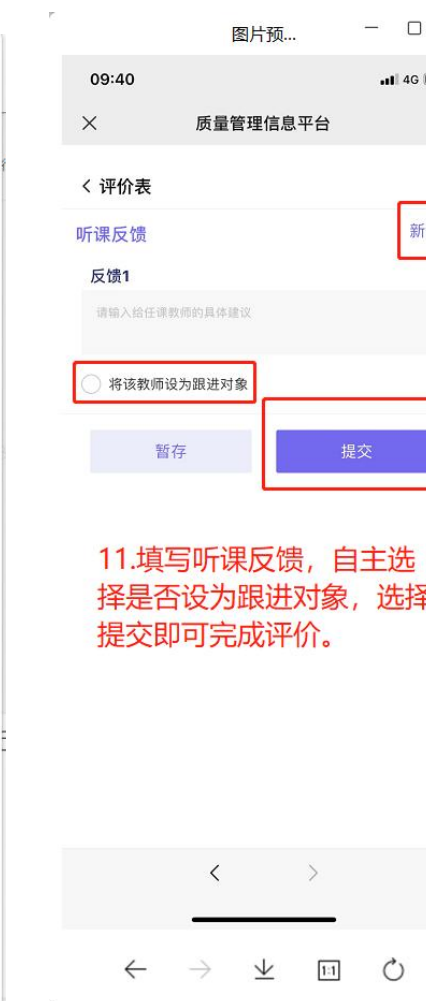 图片预...
09:40
4G
质量管理信息平台
评价表
听课反馈
新
反馈1
请输入给任课教师的具体建议
将该教师设为跟进对象
暂存
提交
11.填写听课反馈，自主选
择是否设为跟进对象，选择
提交即可完成评价。
1:1